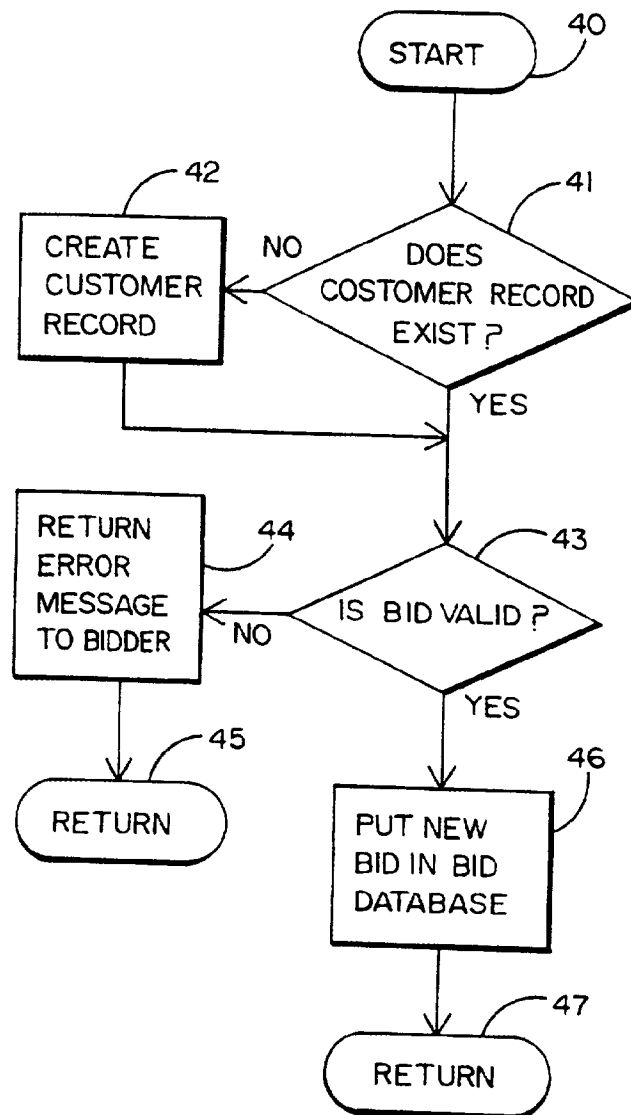 START
40
42
41
CREATE
CUSTOMER
RECORD
NO
DOES
COSTOMER RECORD
EXIST?
YES
RETURN
ERROR
MESSAGE
TO BIDDER
44
43
NO
IS BID VALID?
YES
45
RETURN
46
PUT NEW
BID IN BID
DATABASE
47
RETURN